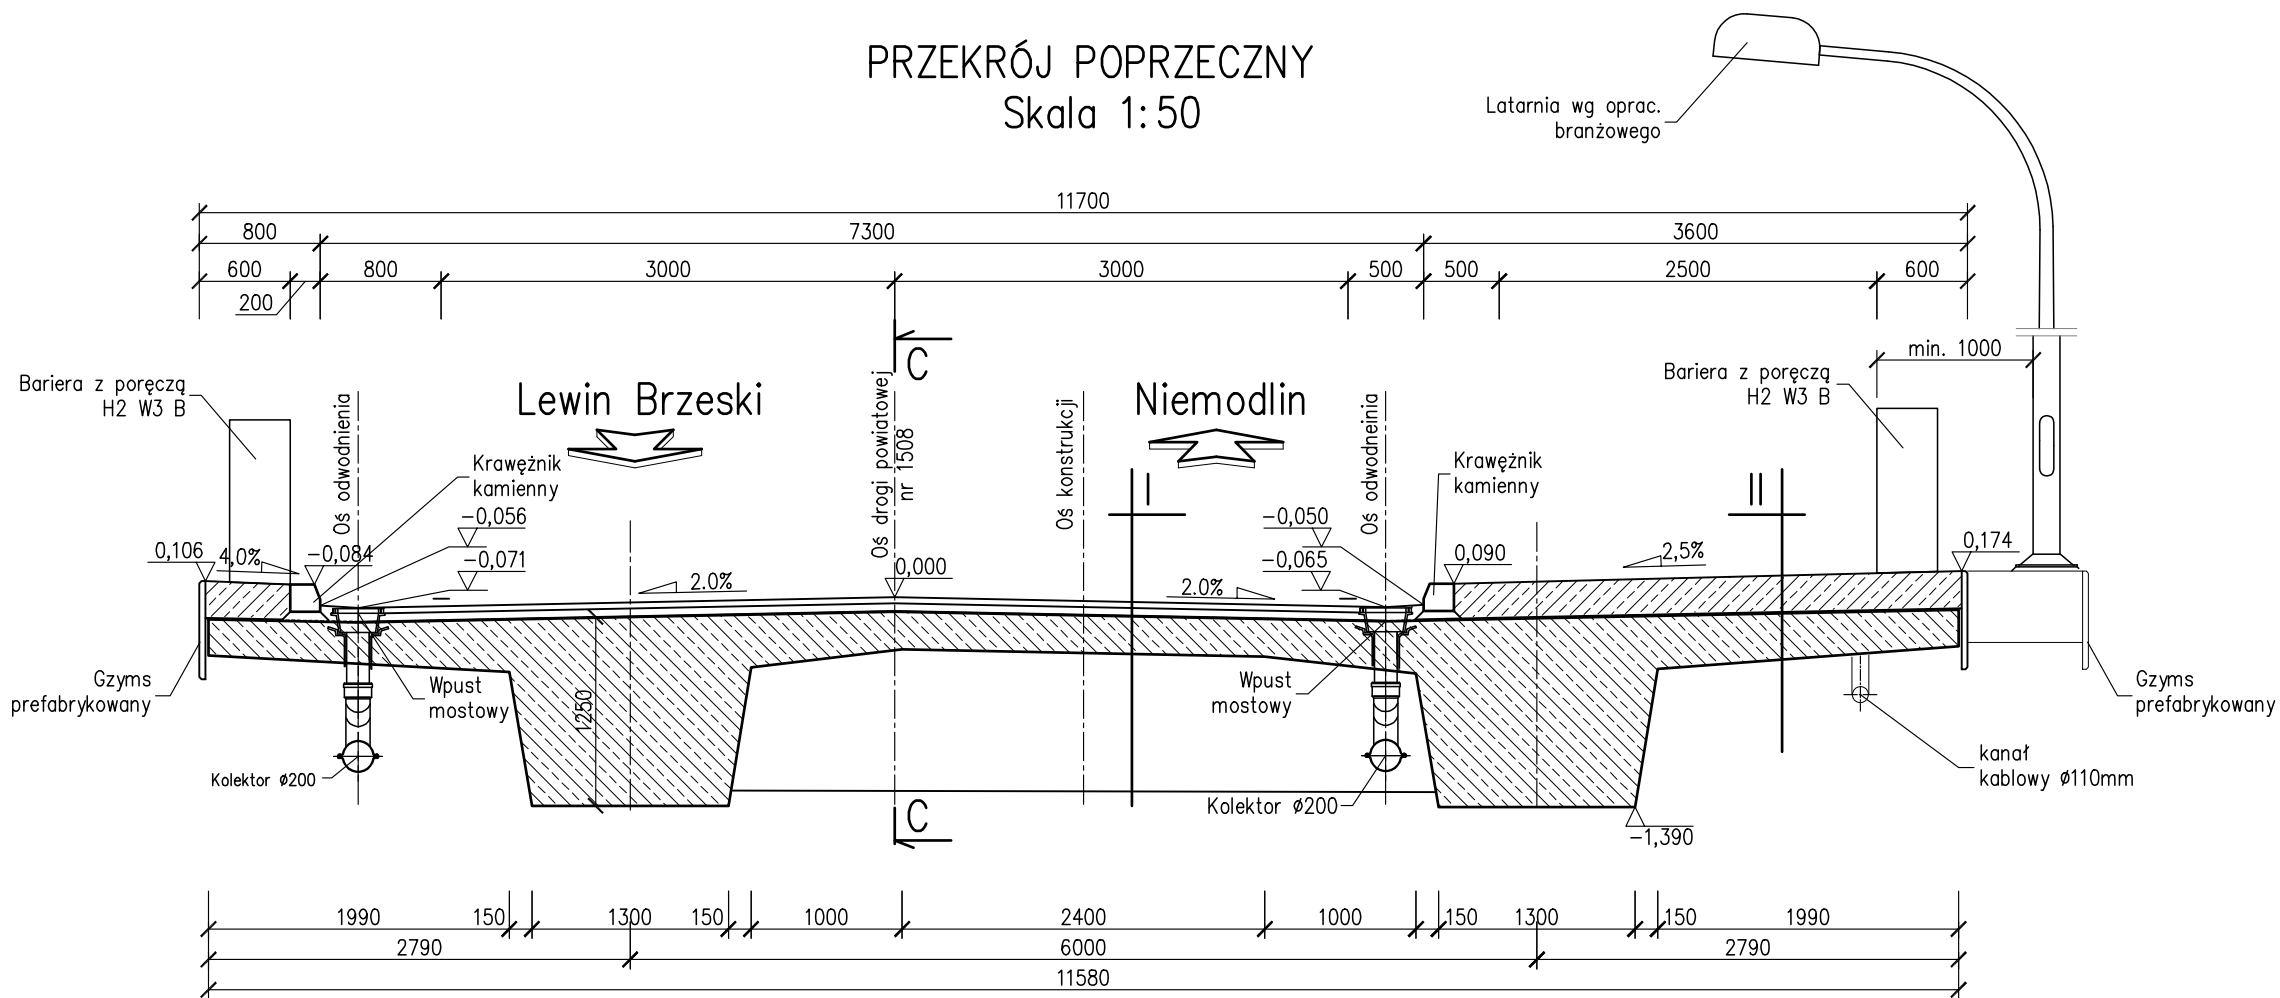 PRZEKRÓJ POPRZECZNY
Skala 1:50
Latarnia wg oprac.
branżowego
11700
800
7300
3600
600
200
800
3000
3000
500
500
2500
600
C
min. 1000
Bariera z poręczą
H2 W3 B
Lewin Brzeski
Niemodlin
Bariera z poręczą
H2 W3 B
Oś odwodnienia
Oś drogi powiatowej
nr 1508
Oś konstrukcji
Oś odwodneinia
Krawężnik
kamienny
Krawężnik
kamienny
I
II
-0,056
-0,050
0,106
4,0%
-0,084
-0,071
2.0%
0,000
2.0%
-0,065
0,090
2,5%
0,174
Gzyms
prefabrykowany
Wpust
mostowy
1250
Wpust
mostowy
Gzyms
prefabrykowany
Kolektor ø200
Kolektor ø200
kanał
kablowy ø110mm
C
-1,390
1990
150
1300
150
1000
2400
1000
150
1300
150
1990
2790
6000
2790
11580